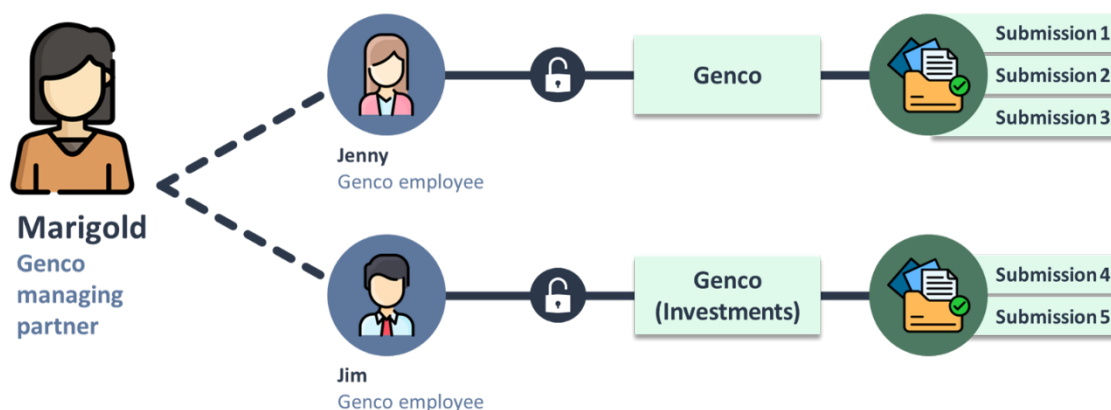 Marigold
Genco
managing
partner
Jenny
Genco employee
Genco
Submission 1
Submission 2
Submission 3
Jim
Genco employee
Genco
(Investments)
Submission 4
Submission 5